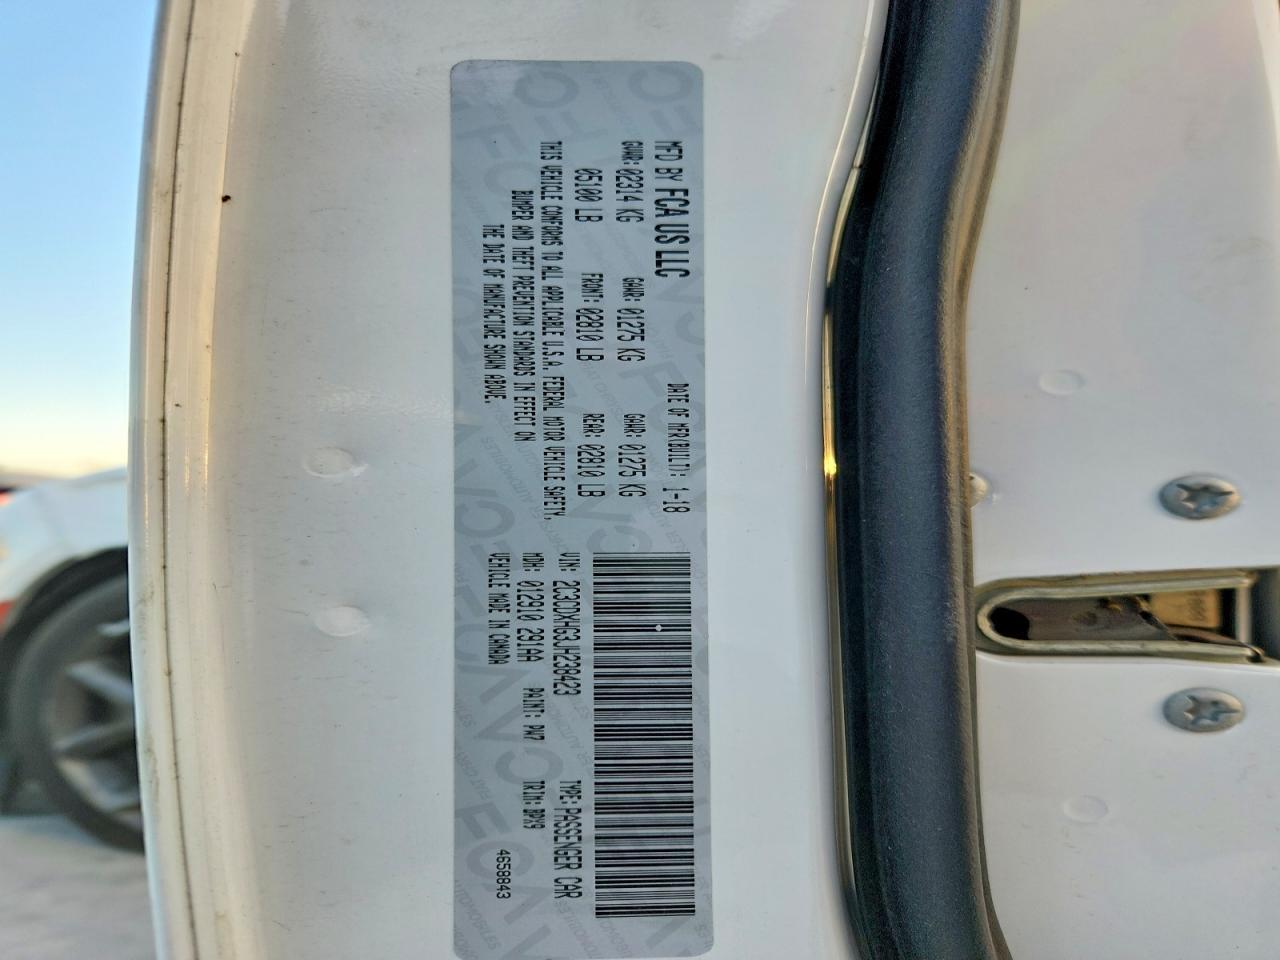 MFD BY FCA US LLC
DATE OF MFR(BUILT): 1-18
GVWR: 02314 KG GAWR: 01275 KG GAWR: 01275 KG
05100 LB FRONT: 02810 LB REAR: 02810 LB
THIS VEHICLE CONFORMS TO ALL APPLICABLE U.S.A. FEDERAL MOTOR VEHICLE SAFETY,
BUMPER AND THEFT PREVENTION STANDARDS IN EFFECT ON
THE DATE OF MANUFACTURE SHOWN ABOVE.
VIN: 2C3CDXHG3JH239423 TYPE: PASSENGER CAR
MDH: 012910 291AA PAINT: PW7 TRIM: BPX9
VEHICLE MADE IN CANADA 4658843